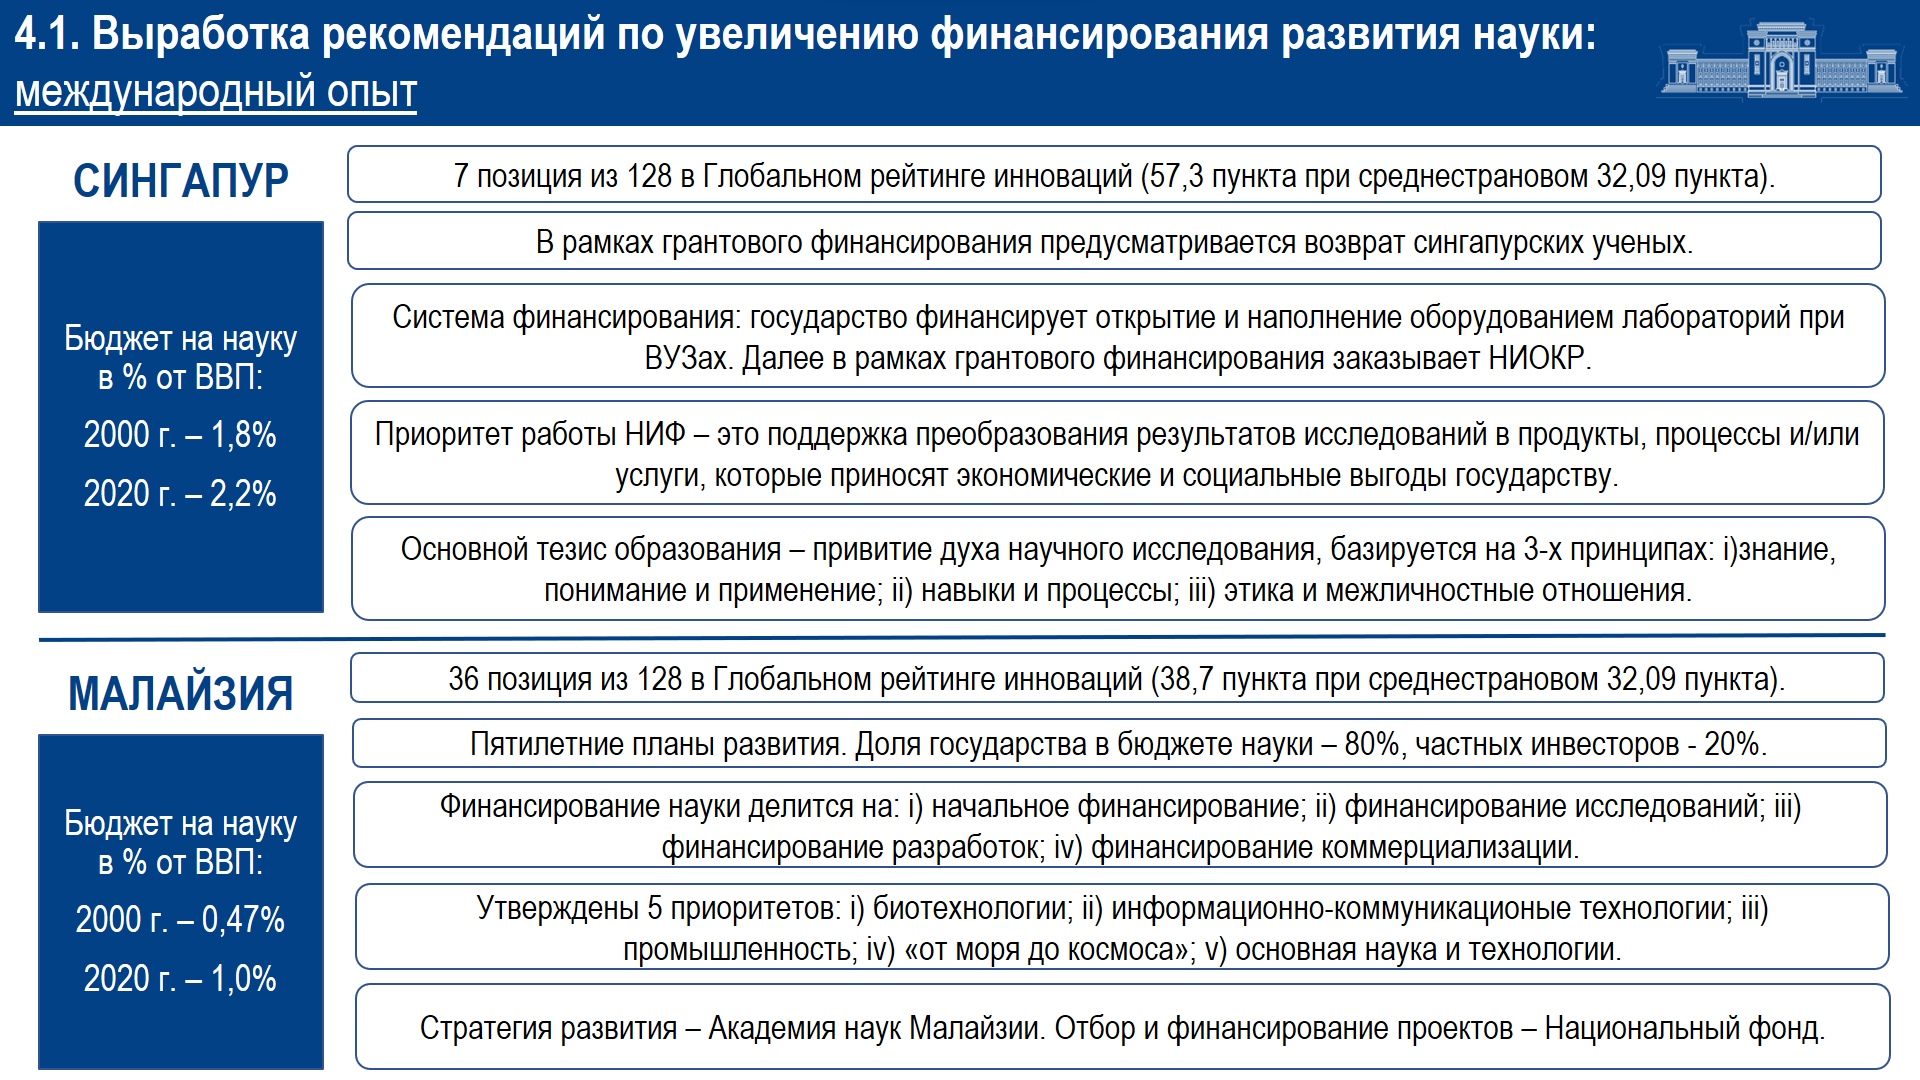 4.1. Выработка рекомендаций по увеличению финансирования развития науки:
международный опыт
СИНГАПУР
Бюджет на науку
в % от ВВП:
2000 г. – 1,8%
2020 г. – 2,2%
7 позиция из 128 в Глобальном рейтинге инноваций (57,3 пункта при среднестрановом 32,09 пункта).
В рамках грантового финансирования предусматривается возврат сингапурских ученых.
Система финансирования: государство финансирует открытие и наполнение оборудованием лабораторий при
ВУЗах. Далее в рамках грантового финансирования заказывает НИОКР.
Приоритет работы НИФ – это поддержка преобразования результатов исследований в продукты, процессы и/или
услуги, которые приносят экономические и социальные выгоды государству.
Основной тезис образования – привитие духа научного исследования, базируется на 3-х принципах: i)знание,
понимание и применение; ii) навыки и процессы; iii) этика и межличностные отношения.
МАЛАЙЗИЯ
Бюджет на науку
в % от ВВП:
2000 г. – 0,47%
2020 г. – 1,0%
36 позиция из 128 в Глобальном рейтинге инноваций (38,7 пункта при среднестрановом 32,09 пункта).
Пятилетние планы развития. Доля государства в бюджете науки – 80%, частных инвесторов - 20%.
Финансирование науки делится на: i) начальное финансирование; ii) финансирование исследований; iii)
финансирование разработок; iv) финансирование коммерциализации.
Утверждены 5 приоритетов: i) биотехнологии; ii) информационно-коммуникационые технологии; iii)
промышленность; iv) «от моря до космоса»; v) основная наука и технологии.
Стратегия развития – Академия наук Малайзии. Отбор и финансирование проектов – Национальный фонд.